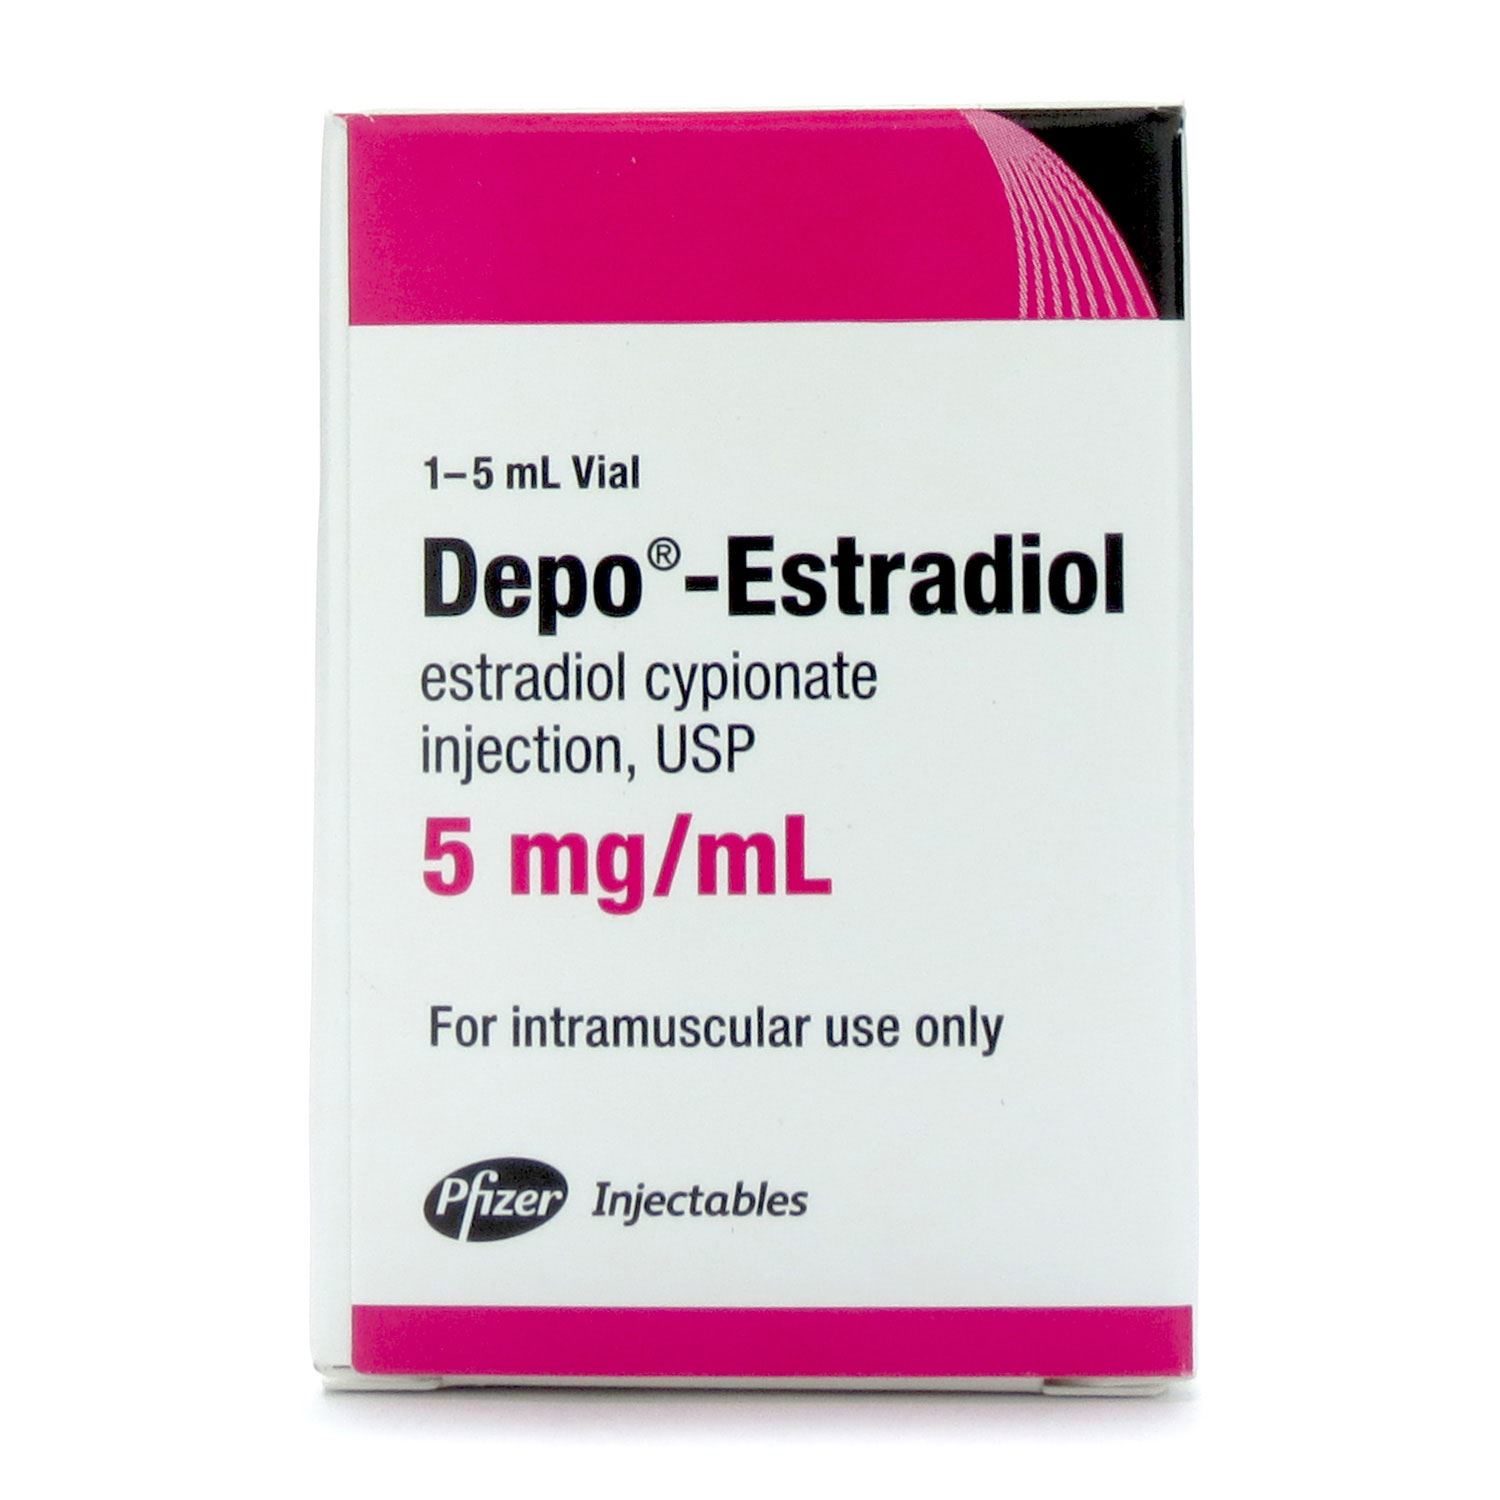 1–5 mL Vial
Depo®-Estradiol
estradiol cypionate
injection, USP
5 mg/mL
For intramuscular use only
Pfizer Injectables